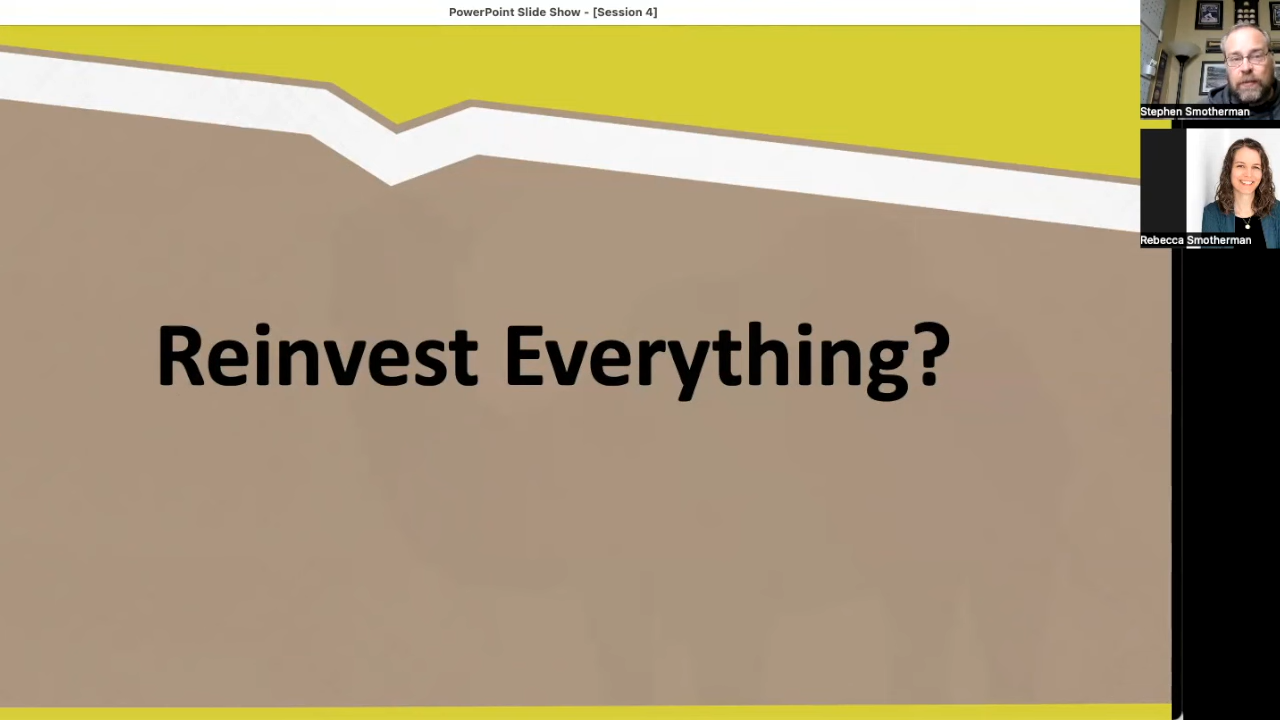 PowerPoint Slide Show - [Session 4]
Stephen Smotherman
Reinvest Everything?
Rebecca Smotherman